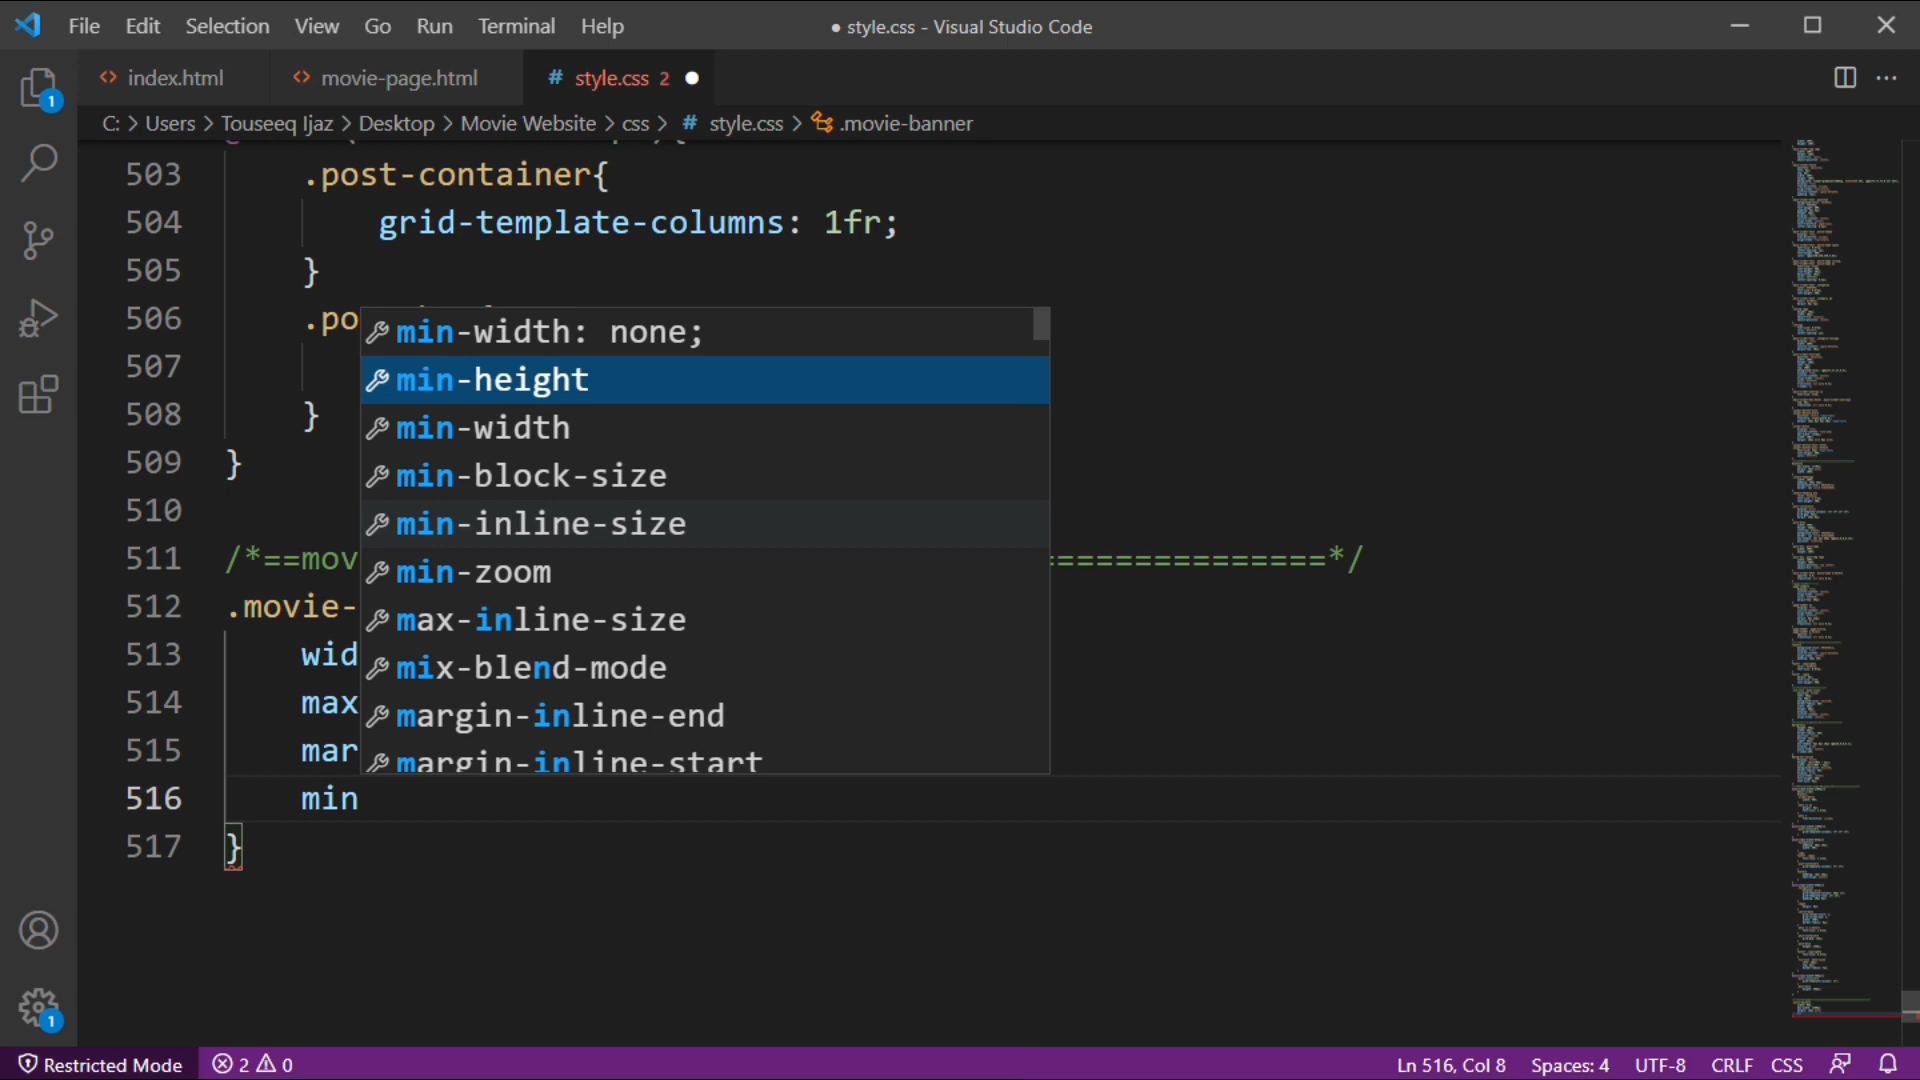 File Edit Selection View Go Run Terminal Help ● style.css - Visual Studio Code
index.html movie-page.html # style.css 2 ●
C: > Users > Touseeq Ijaz > Desktop > Movie Website > css > # style.css > .movie-banner
503 .post-container{
504 grid-template-columns: 1fr;
505 }
506 .po
507
508 }
509 }
510
511 /*==mov ==============*/
512 .movie-
513 wid
514 max
515 mar
516 min
517 }
min-width: none;
min-height
min-width
min-block-size
min-inline-size
min-zoom
max-inline-size
mix-blend-mode
margin-inline-end
margin-inline-start
1
1
Restricted Mode 2 0 Ln 516, Col 8 Spaces: 4 UTF-8 CRLF CSS